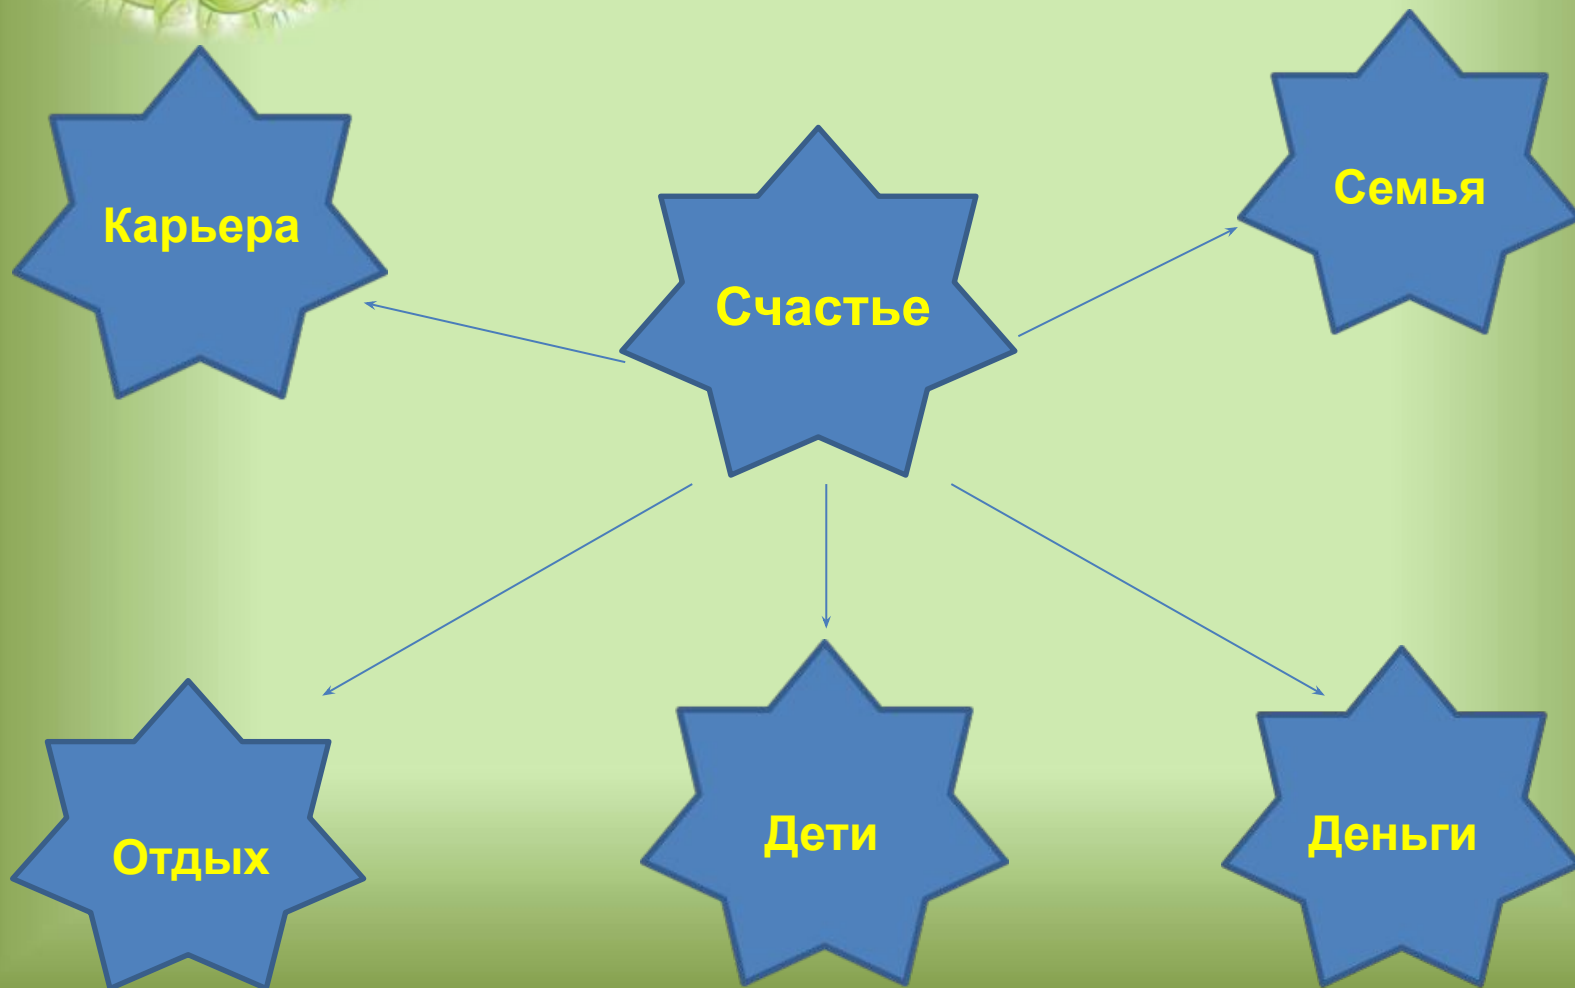 Карьера
Счастье
Семья
Отдых
Дети
Деньги